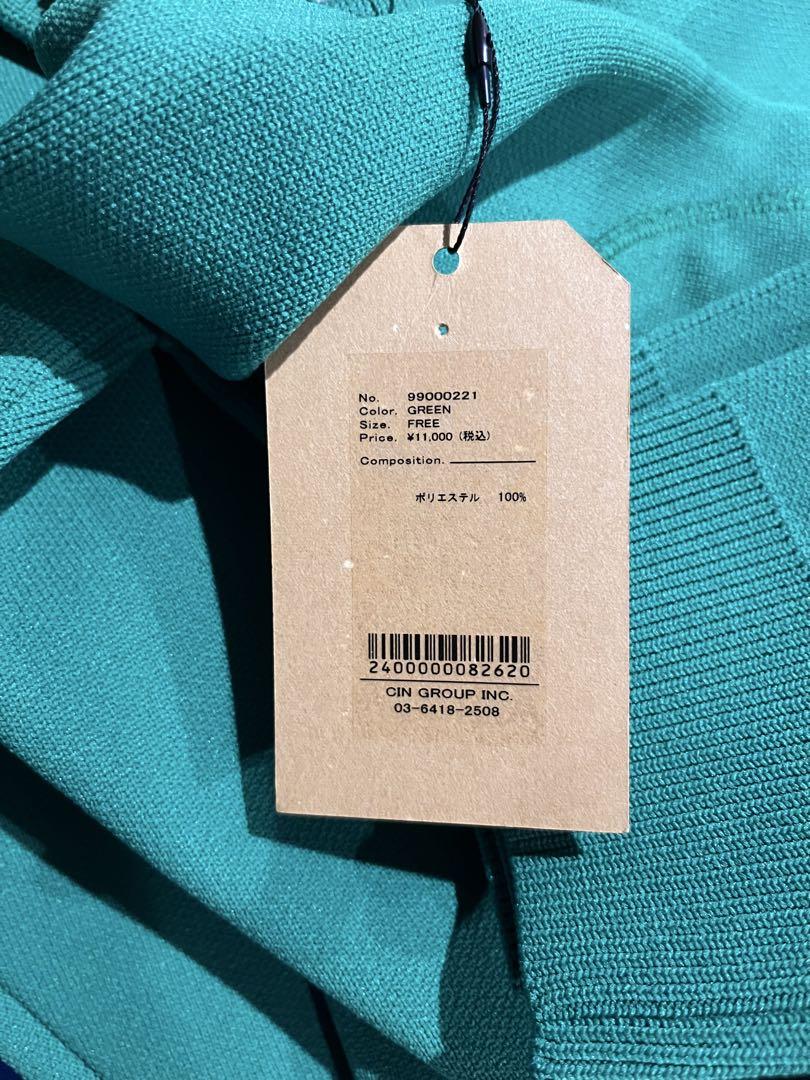 No. 99000221
Color. GREEN
Size. FREE
Price. ¥11,000 (税込)
Composition.
ポリエステル 100%
2400000082620
CIN GROUP INC.
03-6418-2508